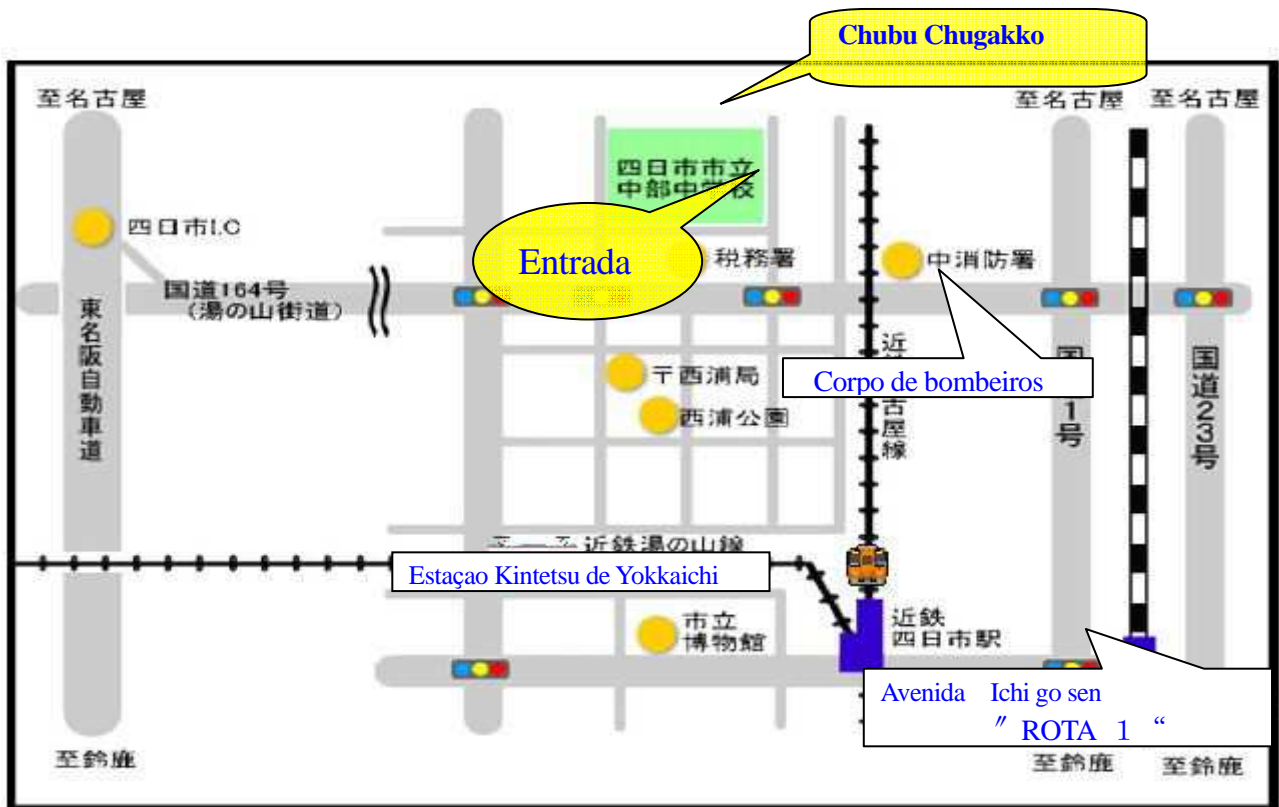 Chubu Chugakko
至名古屋
至名古屋
至名古屋
四日市市立
中部中学校
四日市I.C
Entrada
税務署
中消防署
国道164号
(湯の山街道)
東名阪自動車道
近
古屋線
Corpo de bombeiros
1号
国道23号
〒西浦局
西浦公園
近鉄湯の山線
Estaçao Kintetsu de Yokkaichi
市立
博物館
近鉄
四日市駅
Avenida Ichi go sen
〃 ROTA 1 “
至鈴鹿
至鈴鹿
至鈴鹿